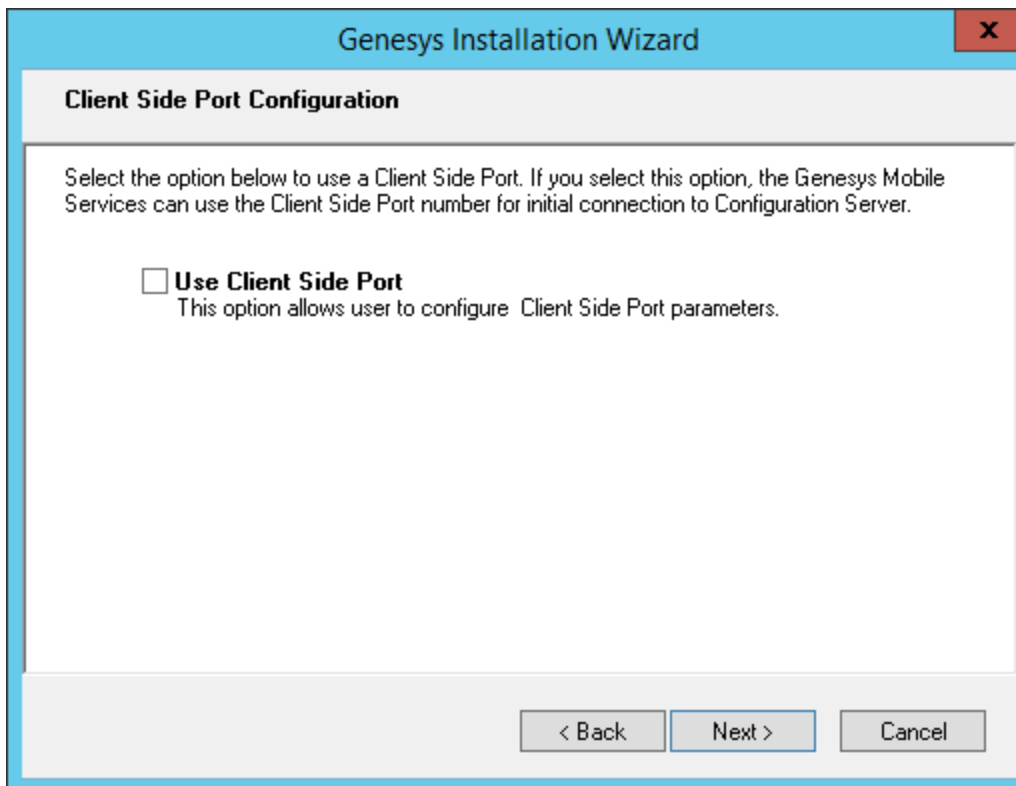 Genesys Installation Wizard
x
Client Side Port Configuration
Select the option below to use a Client Side Port. If you select this option, the Genesys Mobile
Services can use the Client Side Port number for initial connection to Configuration Server.
Use Client Side Port
This option allows user to configure  Client Side Port parameters.
< Back
Next >
Cancel